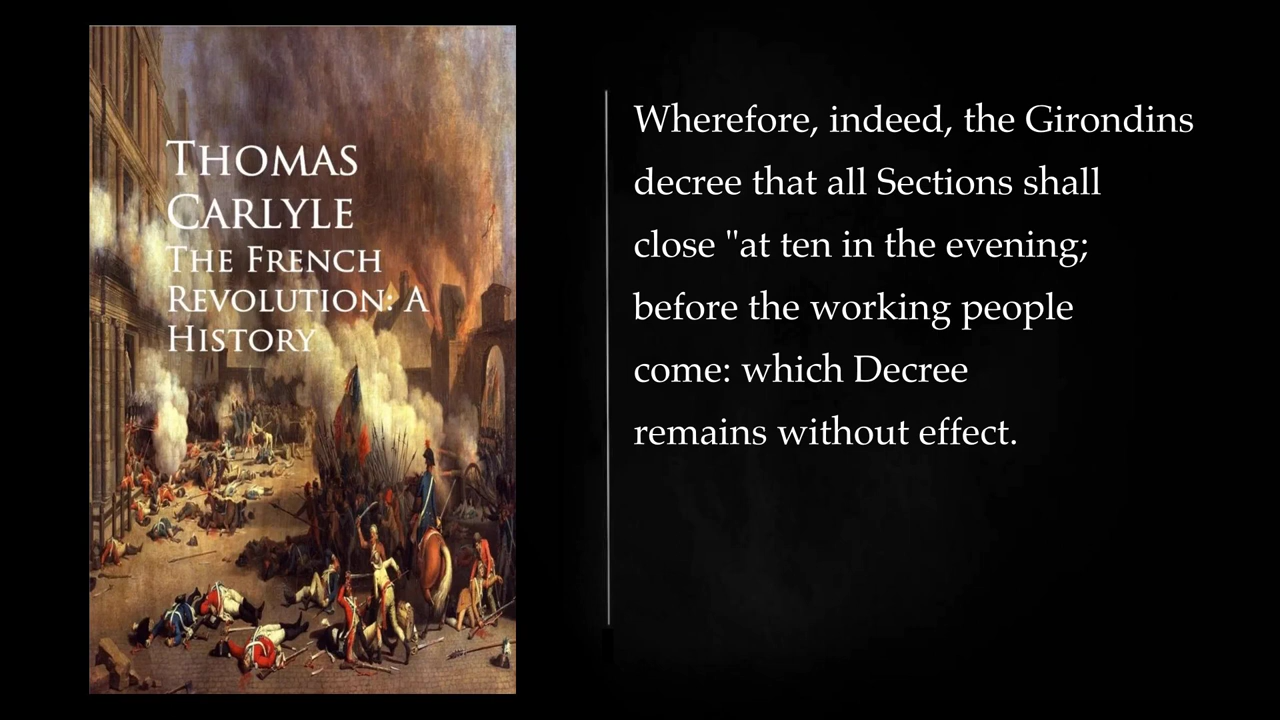 THOMAS
CARLYLE
THE FRENCH
REVOLUTION: A
HISTORY
Wherefore, indeed, the Girondins
decree that all Sections shall
close "at ten in the evening;
before the working people
come: which Decree
remains without effect.